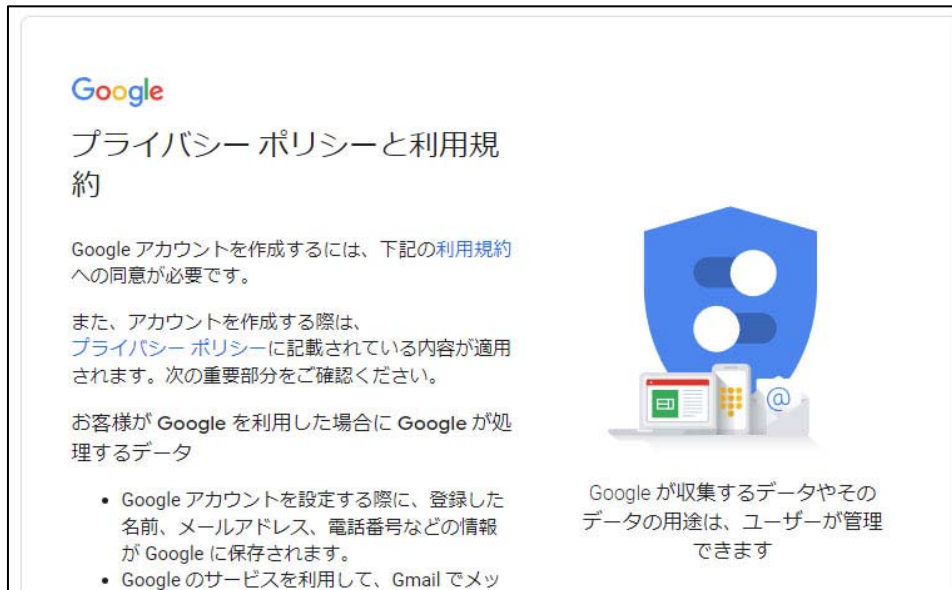 Google
プライバシー ポリシーと利用規
約
Google アカウントを作成するには、下記の利用規約
への同意が必要です。
また、アカウントを作成する際は、
プライバシー ポリシーに記載されている内容が適用
されます。次の重要部分をご確認ください。
お客様が Google を利用した場合に Google が処
理するデータ
• Google アカウントを設定する際に、登録した
名前、メールアドレス、電話番号などの情報
が Google に保存されます。
• Google のサービスを利用して、Gmail でメッ
@
Google が収集するデータやその
データの用途は、ユーザーが管理
できます